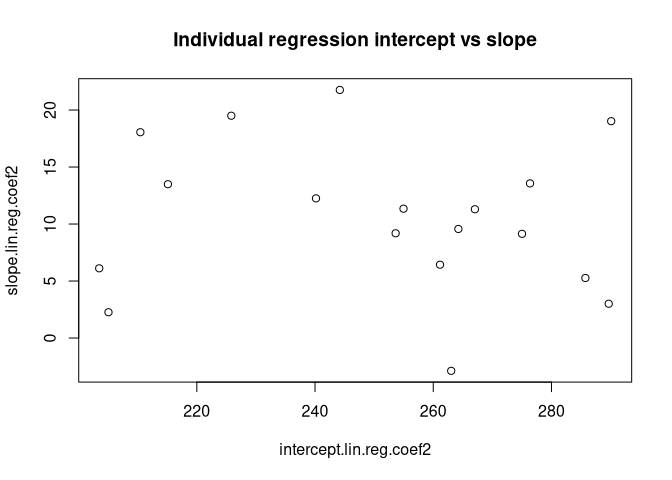 Individual regression intercept vs slope
slope.lin.reg.coef2
20
15
10
5
0
220 240 260 280
intercept.lin.reg.coef2